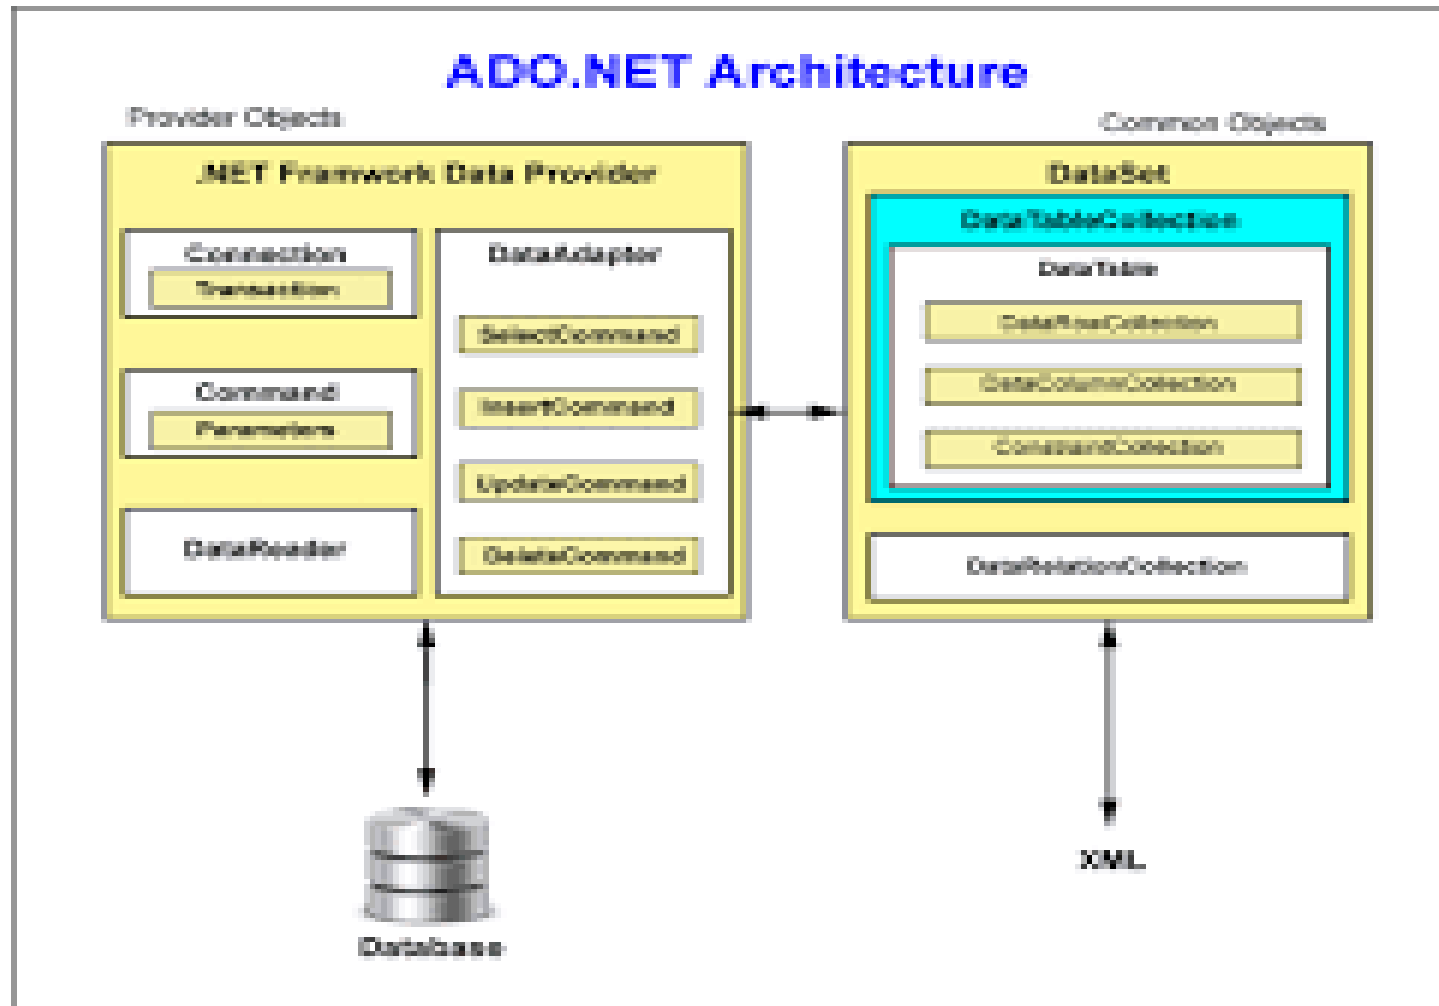 ADO.NET Architecture
Provider Objects
Common Objects
.NET Framwork Data Provider
Connection
Transaction
Command
Parameters
DataReader
DataAdapter
SelectCommand
InsertCommand
UpdateCommand
DeleteCommand
DataSet
DataTableCollection
DataTable
DataRowCollection
DataColumnCollection
ConstraintCollection
DataRelationCollection
Database
XML